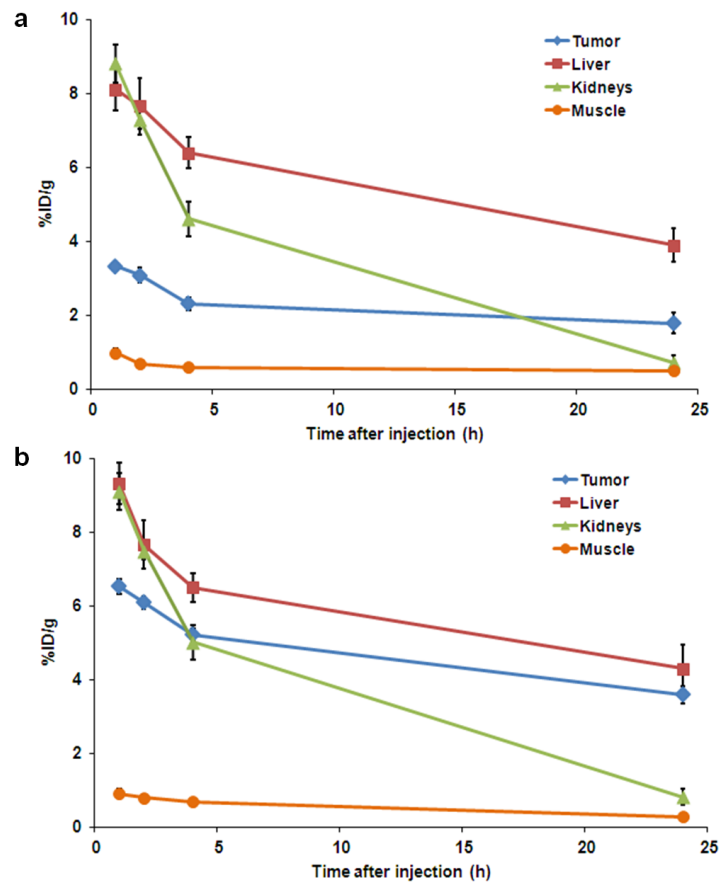 a
10
8
6
4
2
0
%ID/g
Tumor
Liver
Kidneys
Muscle
0 5 10 15 20 25
Time after injection (h)
b
10
8
6
4
2
0
%ID/g
Tumor
Liver
Kidneys
Muscle
0 5 10 15 20 25
Time after injection (h)